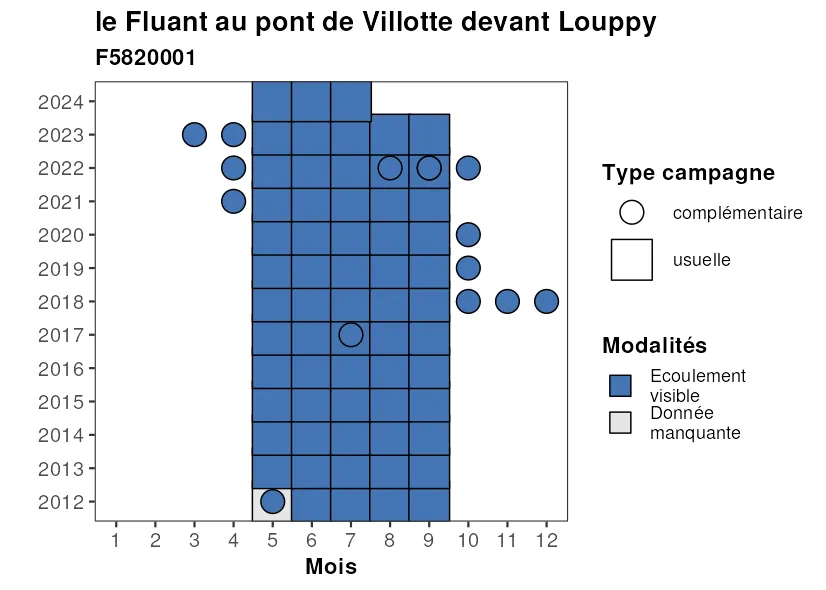 le Fluant au pont de Villotte devant Louppy
F5820001
2024
2023
2022
2021
2020
2019
2018
2017
2016
2015
2014
2013
2012
1 2 3 4 5 6 7 8 9 10 11 12
Mois
Type campagne
complémentaire
usuelle
Modalités
Ecoulement
visible
Donnée
manquante